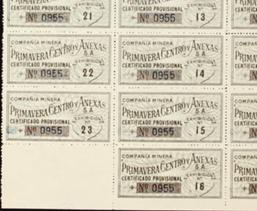 Nº 0955 21
CERTIFICADO PROVISIONAL
Nº 0955 13
COMPAÑIA MINERA
PRIMAVERA CENTRO Y ANEXAS
S.A.
CERTIFICADO PROVISIONAL
Nº 0955 22
COMPAÑIA MINERA
PRIMAVERA CENTRO Y ANEXAS
S.A.
CERTIFICADO PROVISIONAL
Nº 0955 14
COMPAÑIA MINERA
PRIMAVERA CENTRO Y ANEXAS
S.A.
CERTIFICADO PROVISIONAL
Nº 0955 23
COMPAÑIA MINERA
PRIMAVERA CENTRO Y ANEXAS
S.A.
CERTIFICADO PROVISIONAL
Nº 0955 15
COMPAÑIA MINERA
PRIMAVERA CENTRO Y ANEXAS
S.A.
CERTIFICADO PROVISIONAL
Nº 0955 16